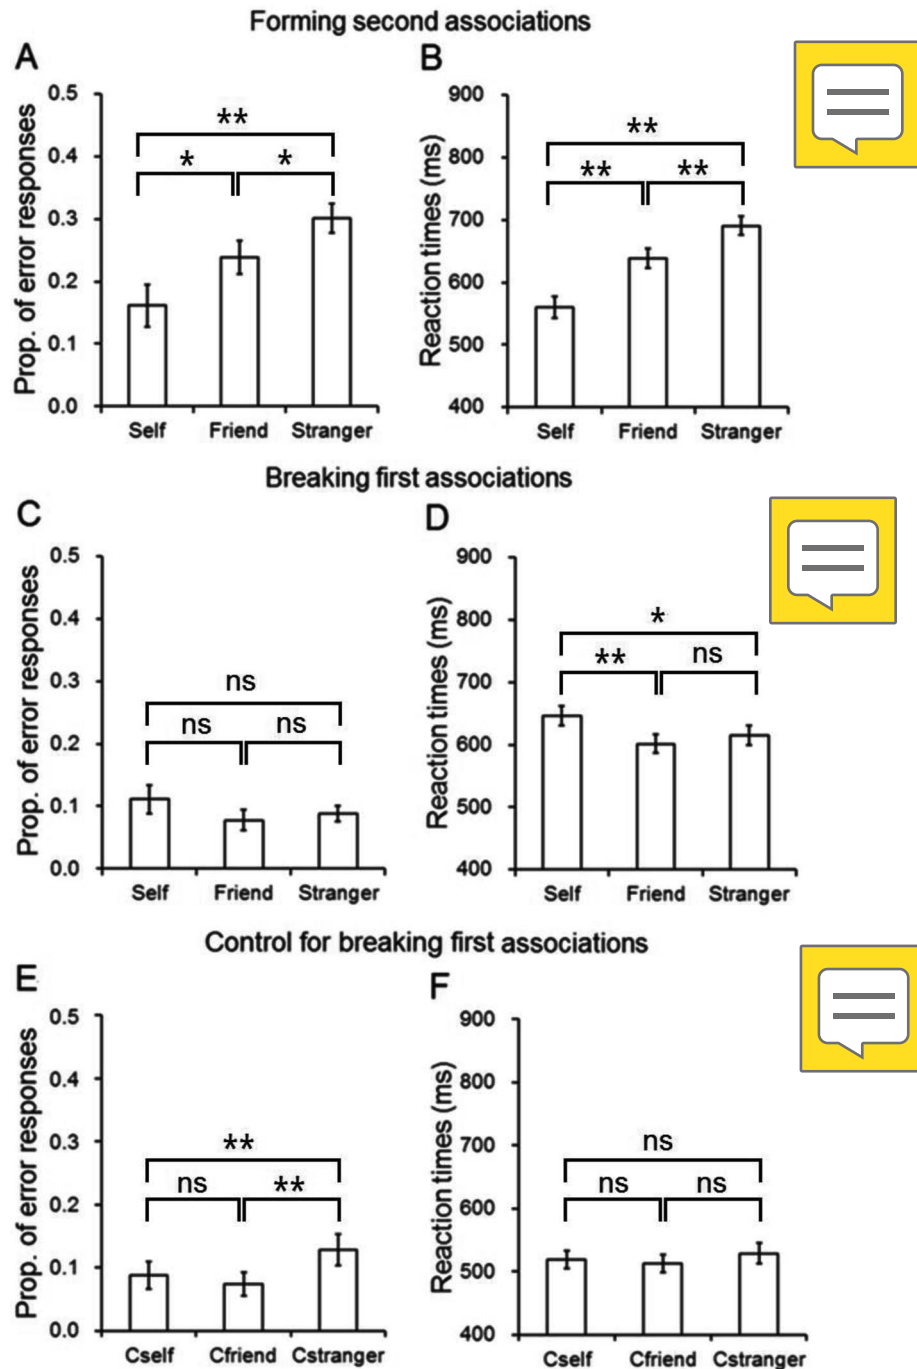 Forming second associations
A
Prop. of error responses
0.5
0.4
0.3
0.2
0.1
0.0
**
*
*
Self Friend Stranger
B
Reaction times (ms)
900
800
700
600
500
400
**
**
**
Self Friend Stranger
Breaking first associations
C
Prop. of error responses
0.5
0.4
0.3
0.2
0.1
0.0
ns
ns
ns
Self Friend Stranger
D
Reaction times (ms)
900
800
700
600
500
400
*
**
ns
Self Friend Stranger
Control for breaking first associations
E
Prop. of error responses
0.5
0.4
0.3
0.2
0.1
0.0
**
ns
**
Cself Cfriend Cstranger
F
Reaction times (ms)
900
800
700
600
500
400
ns
ns
ns
Cself Cfriend Cstranger